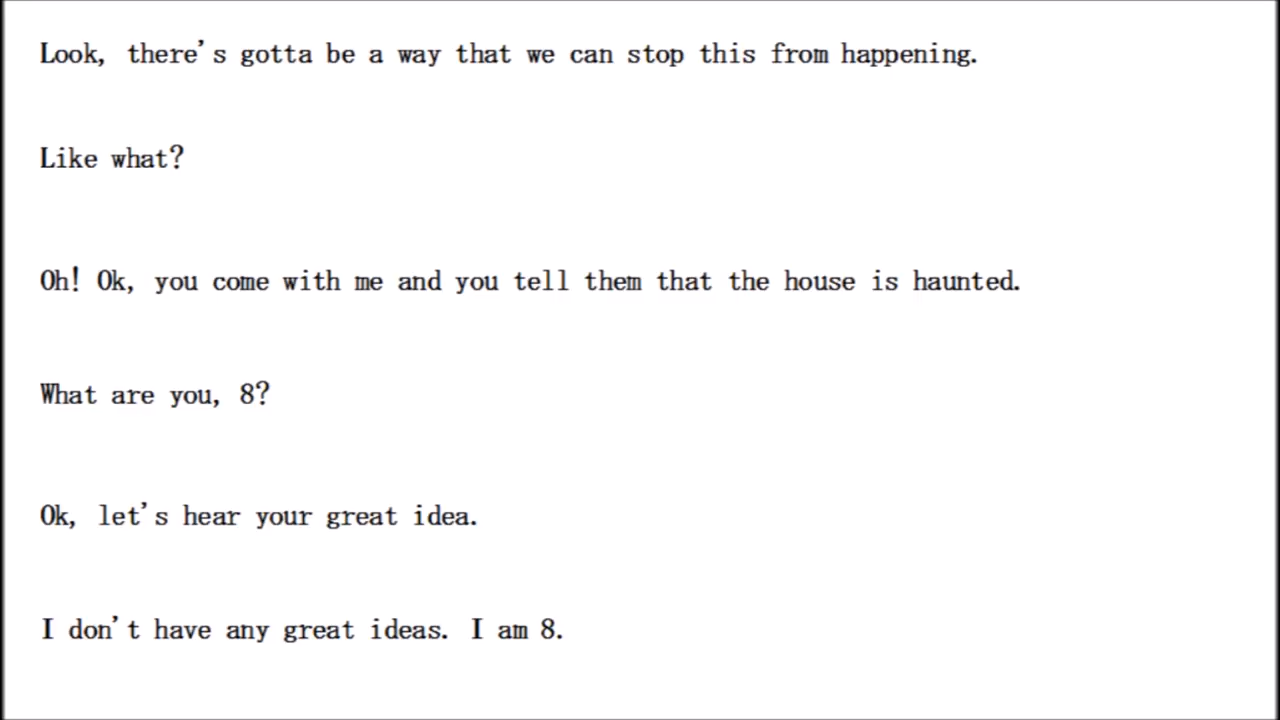 Look, there's gotta be a way that we can stop this from happening.
Like what?
Oh! Ok, you come with me and you tell them that the house is haunted.
What are you, 8?
Ok, let's hear your great idea.
I don't have any great ideas. I am 8.